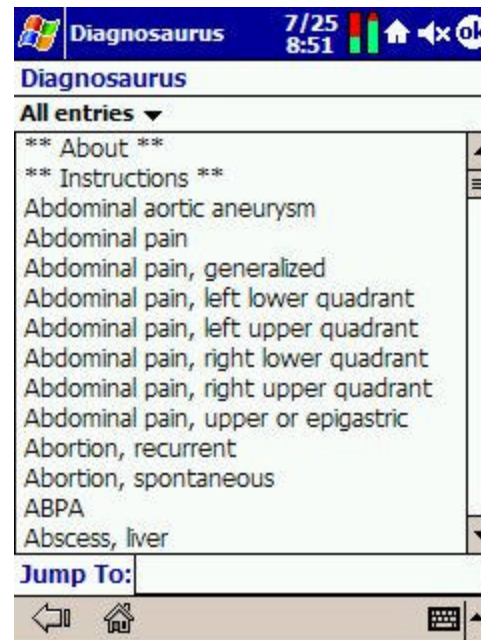 Diagnosaurus
7/25
8:51
ok
Diagnosaurus
All entries
** About **
** Instructions **
Abdominal aortic aneurysm
Abdominal pain
Abdominal pain, generalized
Abdominal pain, left lower quadrant
Abdominal pain, left upper quadrant
Abdominal pain, right lower quadrant
Abdominal pain, right upper quadrant
Abdominal pain, upper or epigastric
Abortion, recurrent
Abortion, spontaneous
ABPA
Abscess, liver
Jump To: